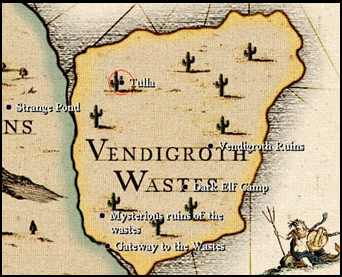 Tulla
Strange Pond
NS
VENDIGROTH
Vendigroth Ruins
WASTES
Dark Elf Camp
Mysterious ruins of the
wastes
Gateway to the Wastes